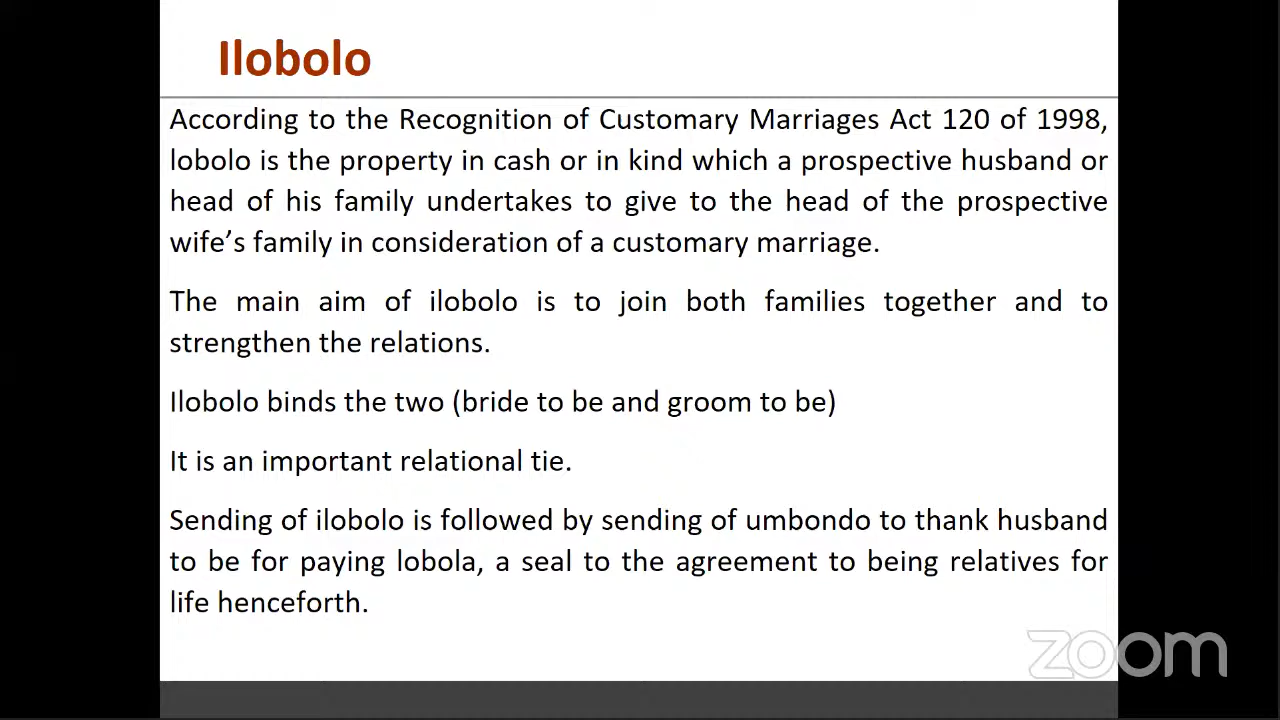 Ilobolo
According to the Recognition of Customary Marriages Act 120 of 1998,
lobolo is the property in cash or in kind which a prospective husband or
head of his family undertakes to give to the head of the prospective
wife’s family in consideration of a customary marriage.
The main aim of ilobolo is to join both families together and to
strengthen the relations.
Ilobolo binds the two (bride to be and groom to be)
It is an important relational tie.
Sending of ilobolo is followed by sending of umbondo to thank husband
to be for paying lobola, a seal to the agreement to being relatives for
life henceforth.
zoom